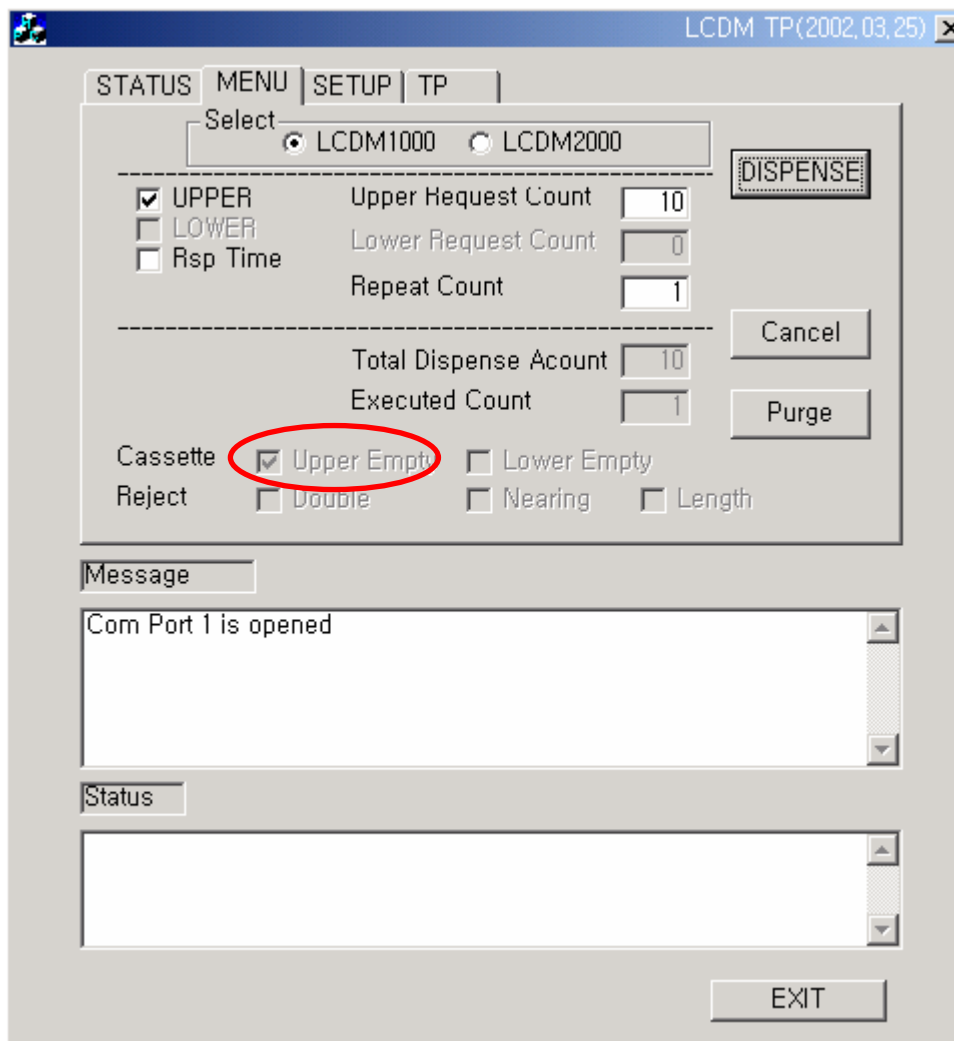 LCDM TP(2002,03,25)
STATUS MENU SETUP TP
Select
LCDM1000 LCDM2000
DISPENSE
UPPER Upper Request Count 10
LOWER Lower Request Count 0
Rsp Time
Repeat Count 1
Cancel
Total Dispense Acount 10
Executed Count 1
Purge
Cassette Upper Empty Lower Empty
Reject Double Nearing Length
Message
Com Port 1 is opened
Status
EXIT